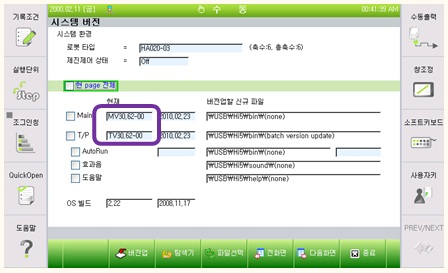 2000.02.11 [금] 수 00:41:39 AM
시스템 버전
시스템 환경
로봇 타입 = HA020-03 (축수:6, 총축수:6)
제진제어 상태 = Off
현 page 전체
현재 버전업할 신규 파일
Main MV30.62-00 2010.02.23 ₩USB₩Hi5₩bin₩(none)
T/P TV30.62-00 2010.02.23 ₩USB₩Hi5₩bin₩(batch version update)
AutoRun ₩USB₩Hi5₩bin₩(none)
효과음 ₩USB₩Hi5₩sound₩(none)
도움말 ₩USB₩Hi5₩help₩(none)
OS 빌드 2.22 2008.11.17
버전업 탐색기 파일선택 전화면 다음화면 종료
기록조건
실행단위
Step
조그인칭
QuickOpen
도움말
?
수동출력
좌표정
소프트키보드
사용자키
PREV/NEXT